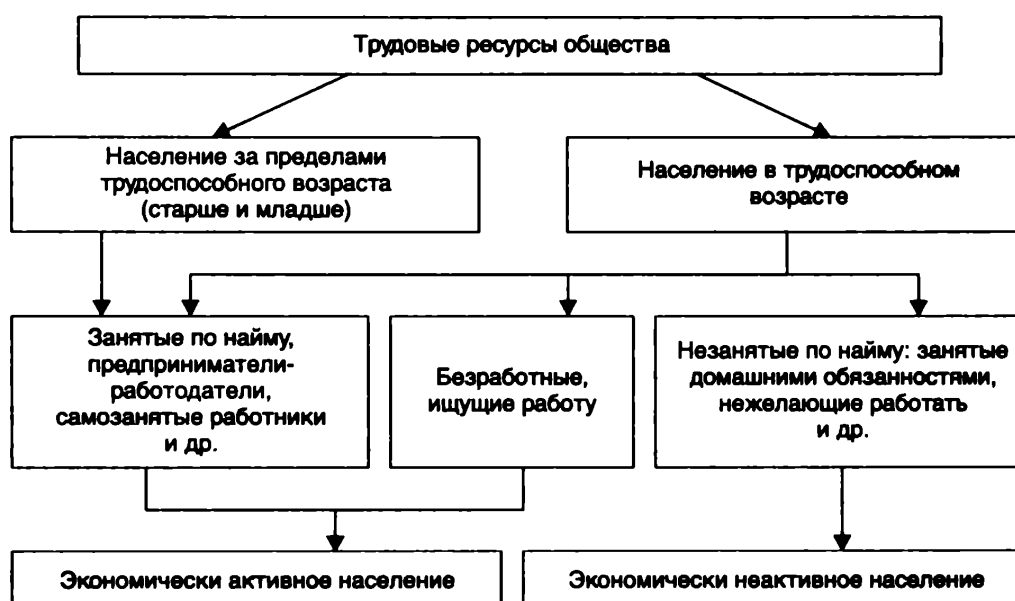 Трудовые ресурсы общества
Население за пределами
трудоспособного возраста
(старше и младше)
Население в трудоспособном
возрасте
Занятые по найму,
предприниматели-
работодатели,
самозанятые работники
и др.
Безработные,
ищущие работу
Незанятые по найму: занятые
домашними обязанностями,
нежелающие работать
и др.
Экономически активное население
Экономически неактивное население